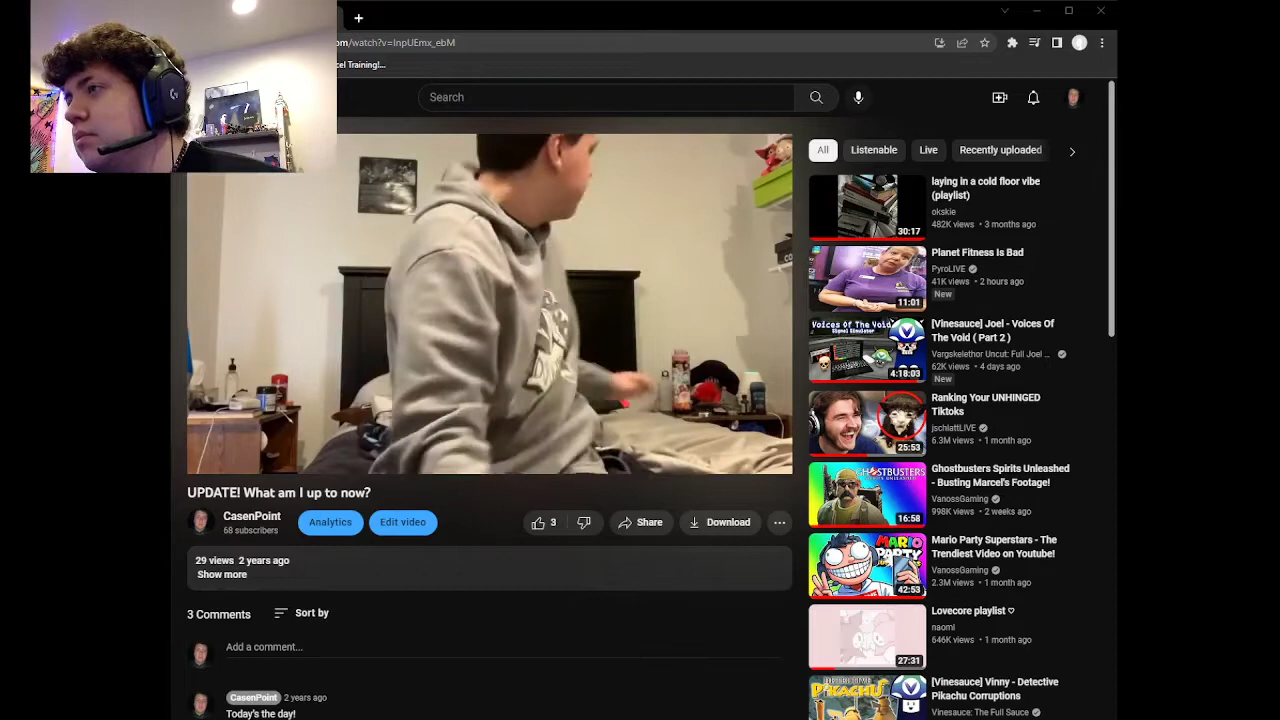 om/watch?v=InpUEmx_ebM
cel Training!...
Search
All
Listenable
Live
Recently uploaded
laying in a cold floor vibe
(playlist)
okskie
482K views • 3 months ago
30:17
Planet Fitness Is Bad
PyroLIVE
41K views • 2 hours ago
New
11:01
[Vinesauce] Joel - Voices Of
The Void ( Part 2 )
Vargskelethor Uncut: Full Joel ...
62K views • 4 days ago
New
Voices Of The Void
4:18:03
Ranking Your UNHINGED
Tiktoks
jschlattLIVE
6.3M views • 1 month ago
25:53
Ghostbusters Spirits Unleashed
- Busting Marcel's Footage!
VanossGaming
998K views • 2 weeks ago
GHOSTBUSTERS
16:58
Mario Party Superstars - The
Trendiest Video on Youtube!
VanossGaming
2.3M views • 1 month ago
MARIO
PARTY
42:53
Lovecore playlist ♡
naomi
646K views • 1 month ago
27:31
[Vinesauce] Vinny - Detective
Pikachu Corruptions
Vinesauce: The Full Sauce
PIKACHU
UPDATE! What am I up to now?
CasenPoint
68 subscribers
Analytics
Edit video
3
Share
Download
29 views 2 years ago
Show more
3 Comments
Sort by
Add a comment...
CasenPoint 2 years ago
Today's the day!